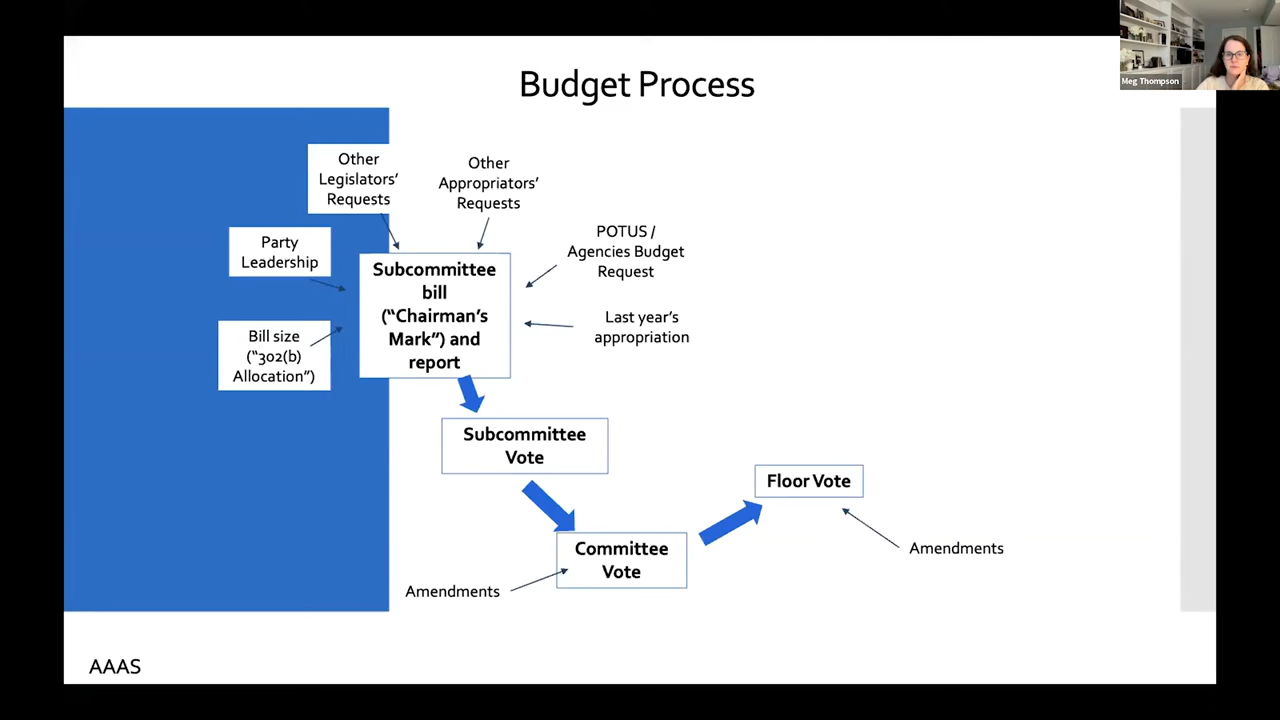 Budget Process
Meg Thompson
Other
Legislators’
Requests
Other
Appropriators’
Requests
Party
Leadership
POTUS /
Agencies Budget
Request
Subcommittee
bill
(“Chairman’s
Mark”) and
report
Last year’s
appropriation
Bill size
(“302(b)
Allocation”)
Subcommittee
Vote
Floor Vote
Committee
Vote
Amendments
Amendments
AAAS